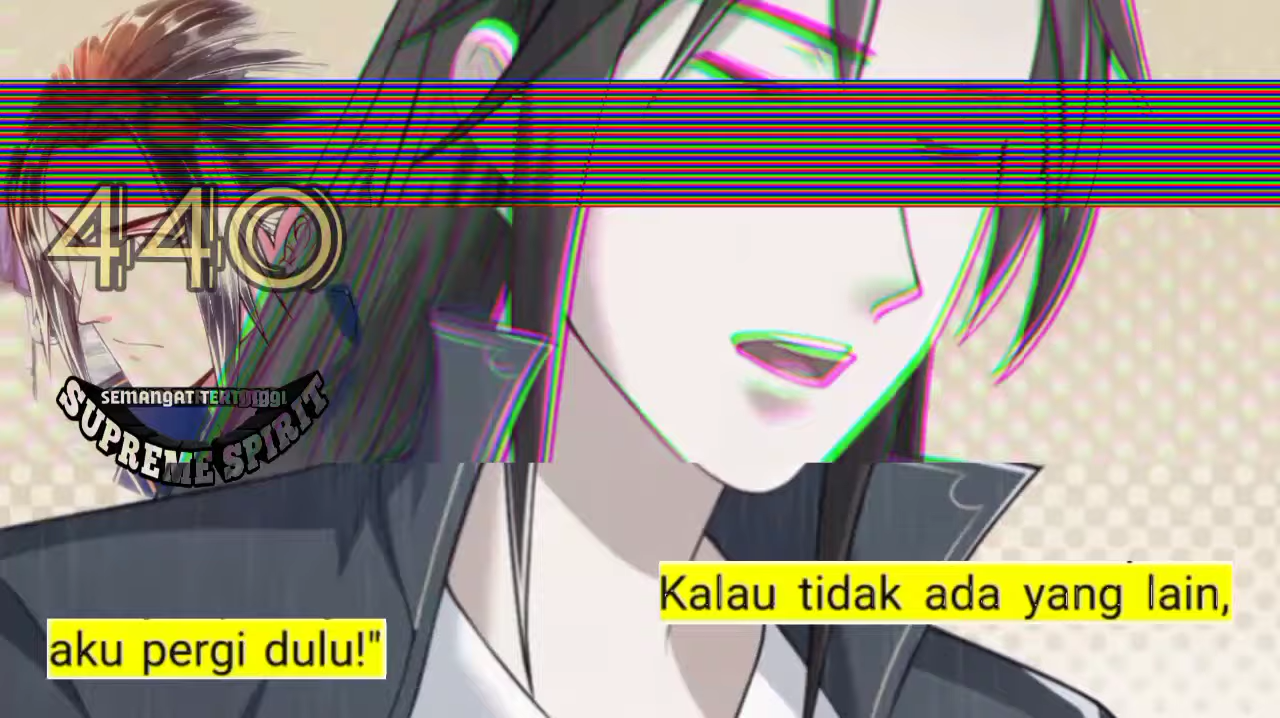 440
SEMANGAT TERTINGGI
SUPREME SPIRIT
Kalau tidak ada yang lain,
aku pergi dulu!"